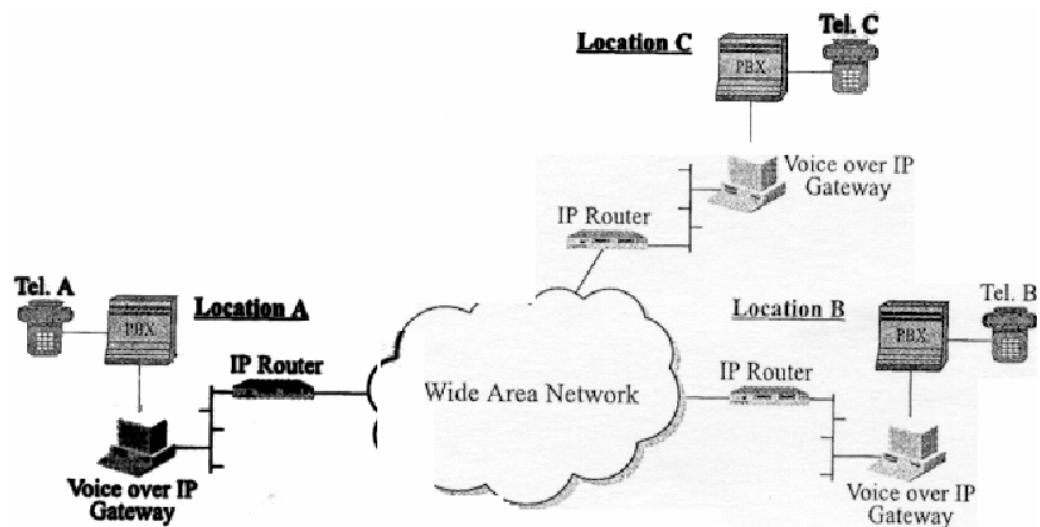 Tel. C
Location C
PBX
Voice over IP
Gateway
IP Router
Tel. A
Location A
PBX
IP Router
Voice over IP
Gateway
Wide Area Network
Location B
Tel. B
PBX
IP Router
Voice over IP
Gateway